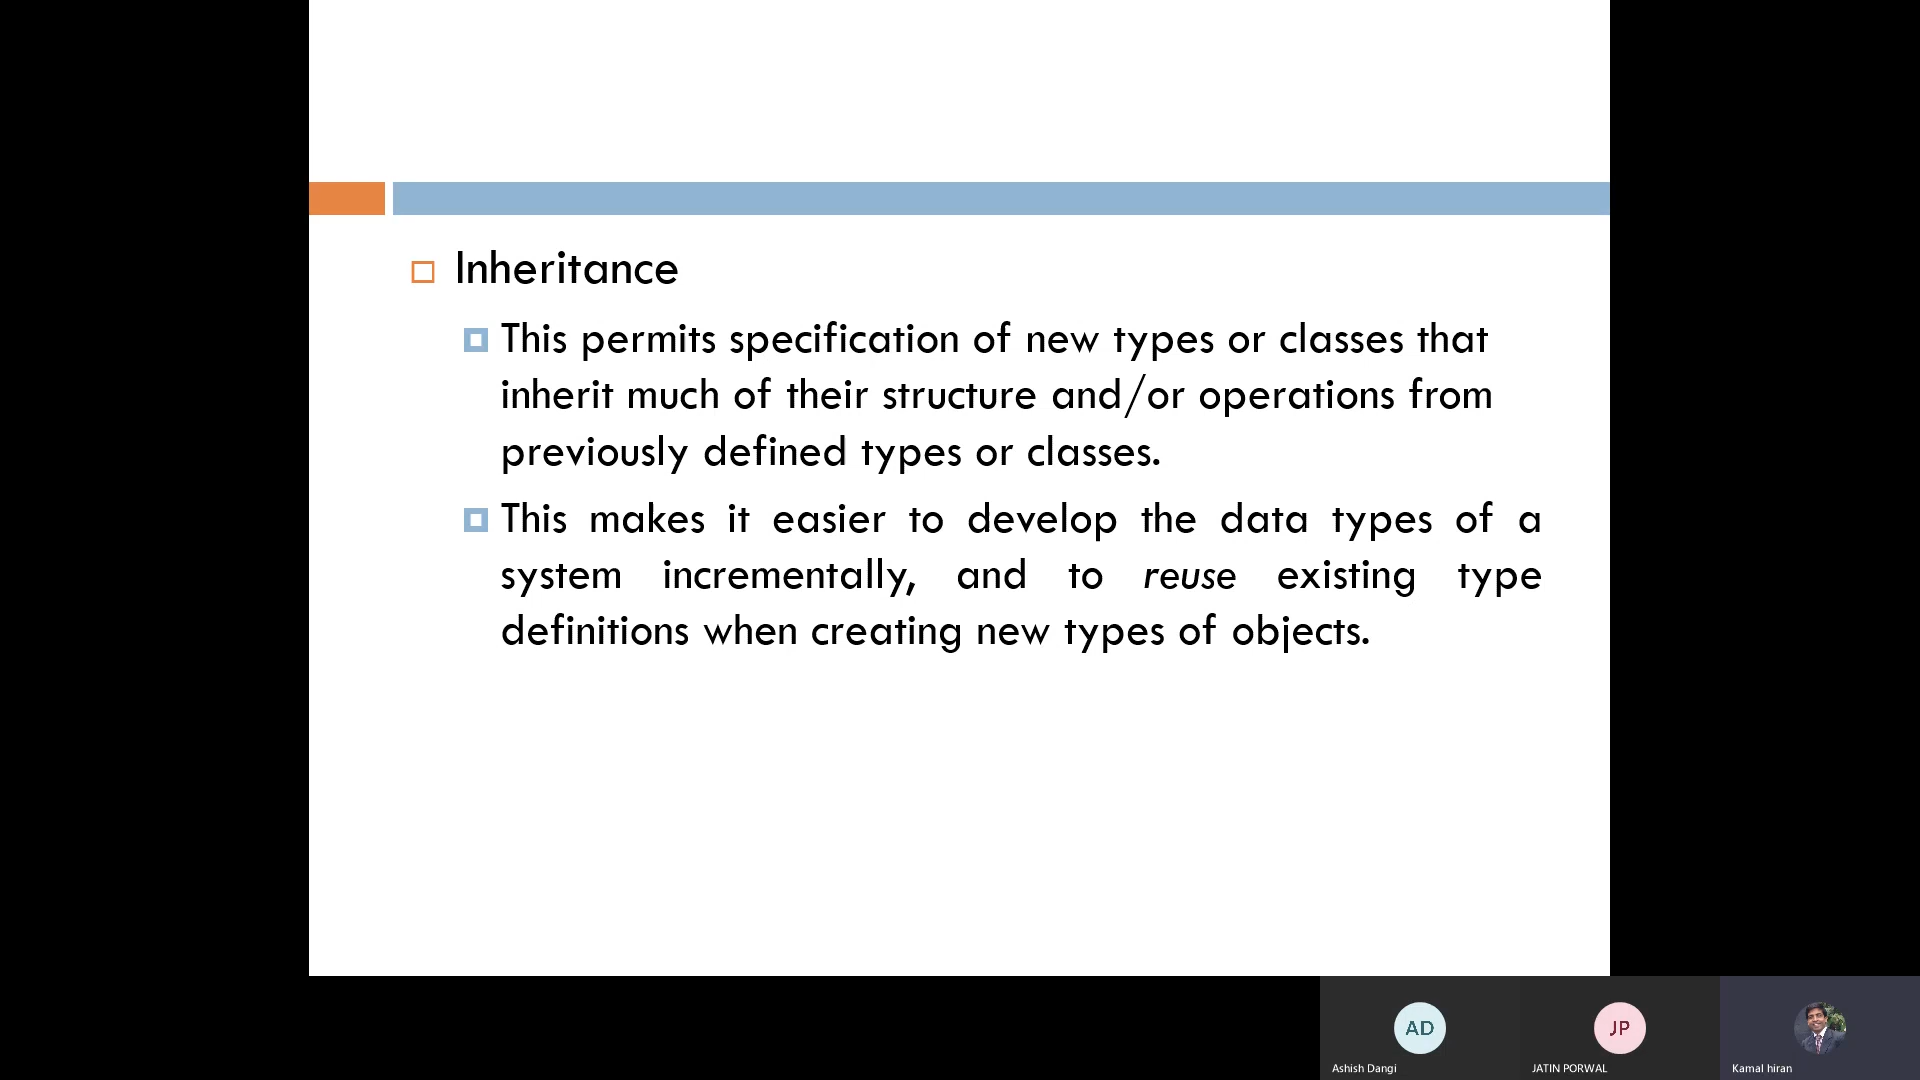 Inheritance
This permits specification of new types or classes that
inherit much of their structure and/or operations from
previously defined types or classes.
This makes it easier to develop the data types of a
system incrementally, and to reuse existing type
definitions when creating new types of objects.
AD
JP
Ashish Dangi
JATIN PORWAL
Kamal hiran